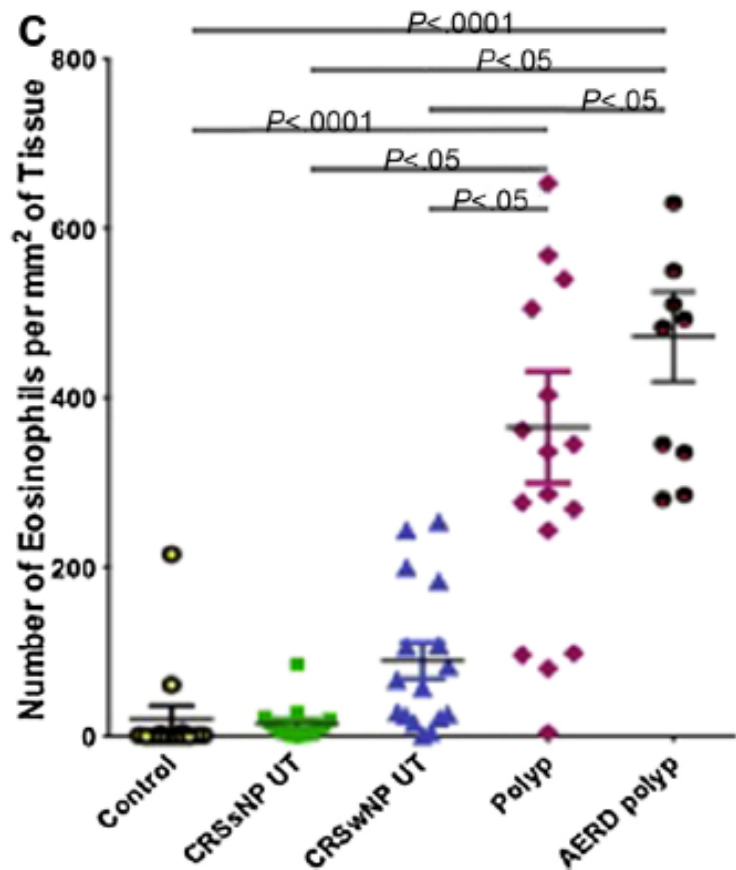 C
P<.0001
P<.05
P<.05
P<.0001
P<.05
P<.05
Number of Eosinophils per mm² of Tissue
800
600
400
200
0
Control
CRSsNP UT
CRSwNP UT
Polyp
AERD polyp